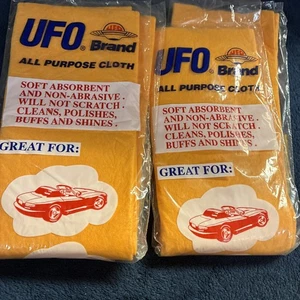 UFO® Brand
ALL PURPOSE CLOTH
SOFT ABSORBENT
AND NON-ABRASIVE.
WILL NOT SCRATCH.
CLEANS, POLISHES,
BUFFS AND SHINES.
GREAT FOR:
UFO® Brand
ALL PURPOSE CLOTH
SOFT ABSORBENT
AND NON-ABRASIVE.
WILL NOT SCRATCH.
CLEANS, POLISHES,
BUFFS AND SHINES.
GREAT FOR: